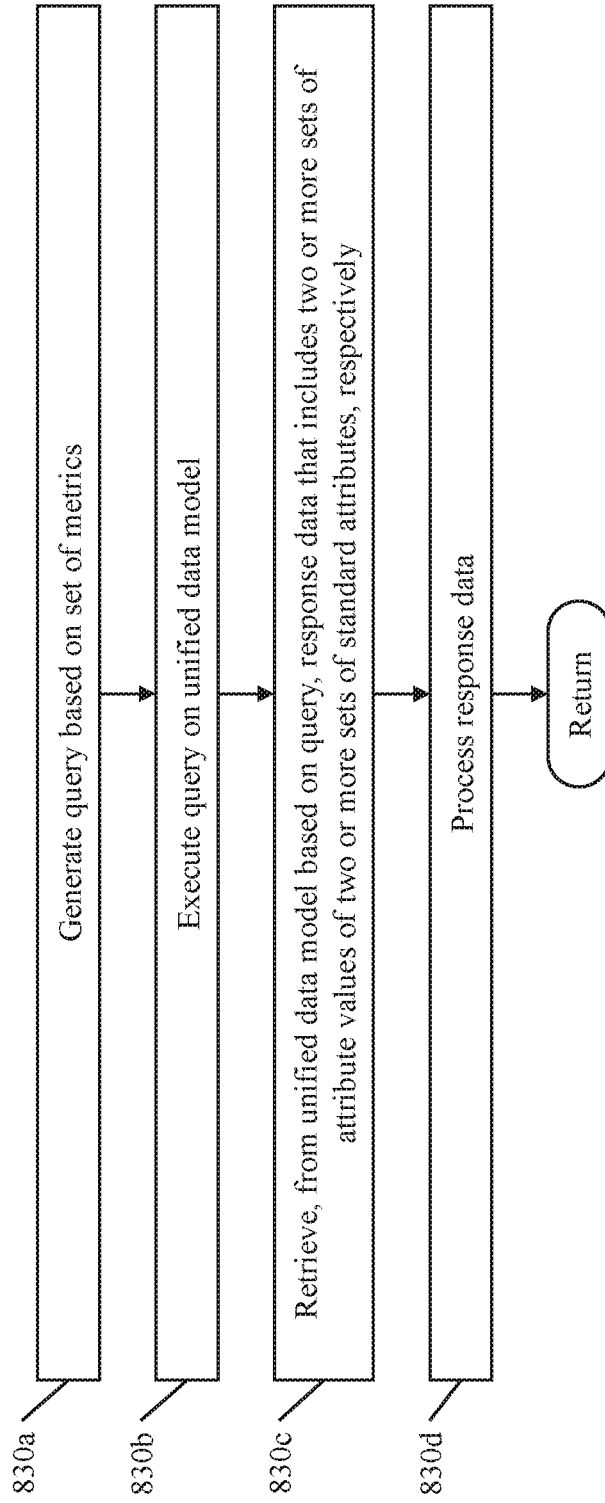 830a
Generate query based on set of metrics
830b
Execute query on unified data model
830c
Retrieve, from unified data model based on query, response data that includes two or more sets of
attribute values of two or more sets of standard attributes, respectively
830d
Process response data
Return